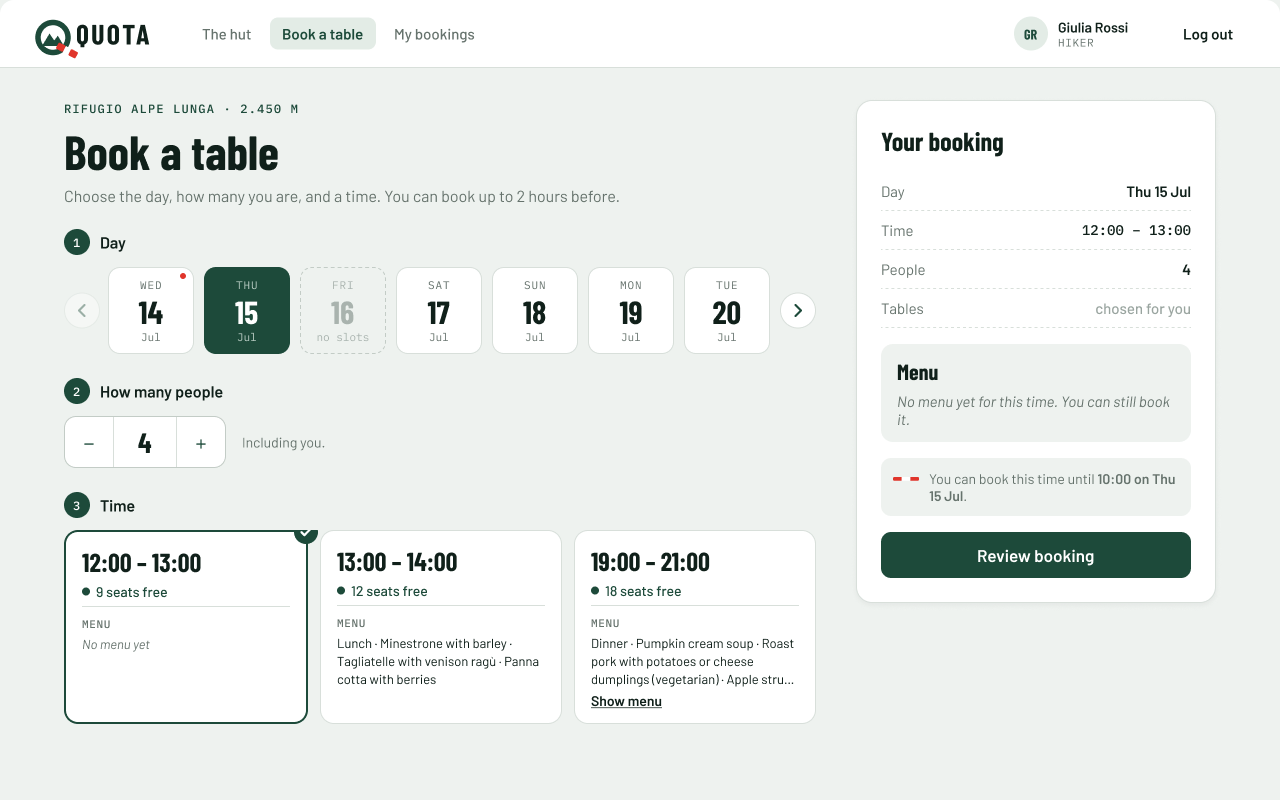 QUOTA
The hut
Book a table
My bookings
GR
Giulia Rossi
HIKER
Log out
RIFUGIO ALPE LUNGA · 2.450 M
Book a table
Choose the day, how many you are, and a time. You can book up to 2 hours before.
1 Day
WED
14
Jul
THU
15
Jul
FRI
16
no slots
SAT
17
Jul
SUN
18
Jul
MON
19
Jul
TUE
20
Jul
2 How many people
− 4 +
Including you.
3 Time
12:00 – 13:00
9 seats free
MENU
No menu yet
13:00 – 14:00
12 seats free
MENU
Lunch · Minestrone with barley ·
Tagliatelle with venison ragù · Panna
cotta with berries
19:00 – 21:00
18 seats free
MENU
Dinner · Pumpkin cream soup · Roast
pork with potatoes or cheese
dumplings (vegetarian) · Apple stru…
Show menu
Your booking
Day Thu 15 Jul
Time 12:00 – 13:00
People 4
Tables chosen for you
Menu
No menu yet for this time. You can still book
it.
You can book this time until 10:00 on Thu
15 Jul.
Review booking